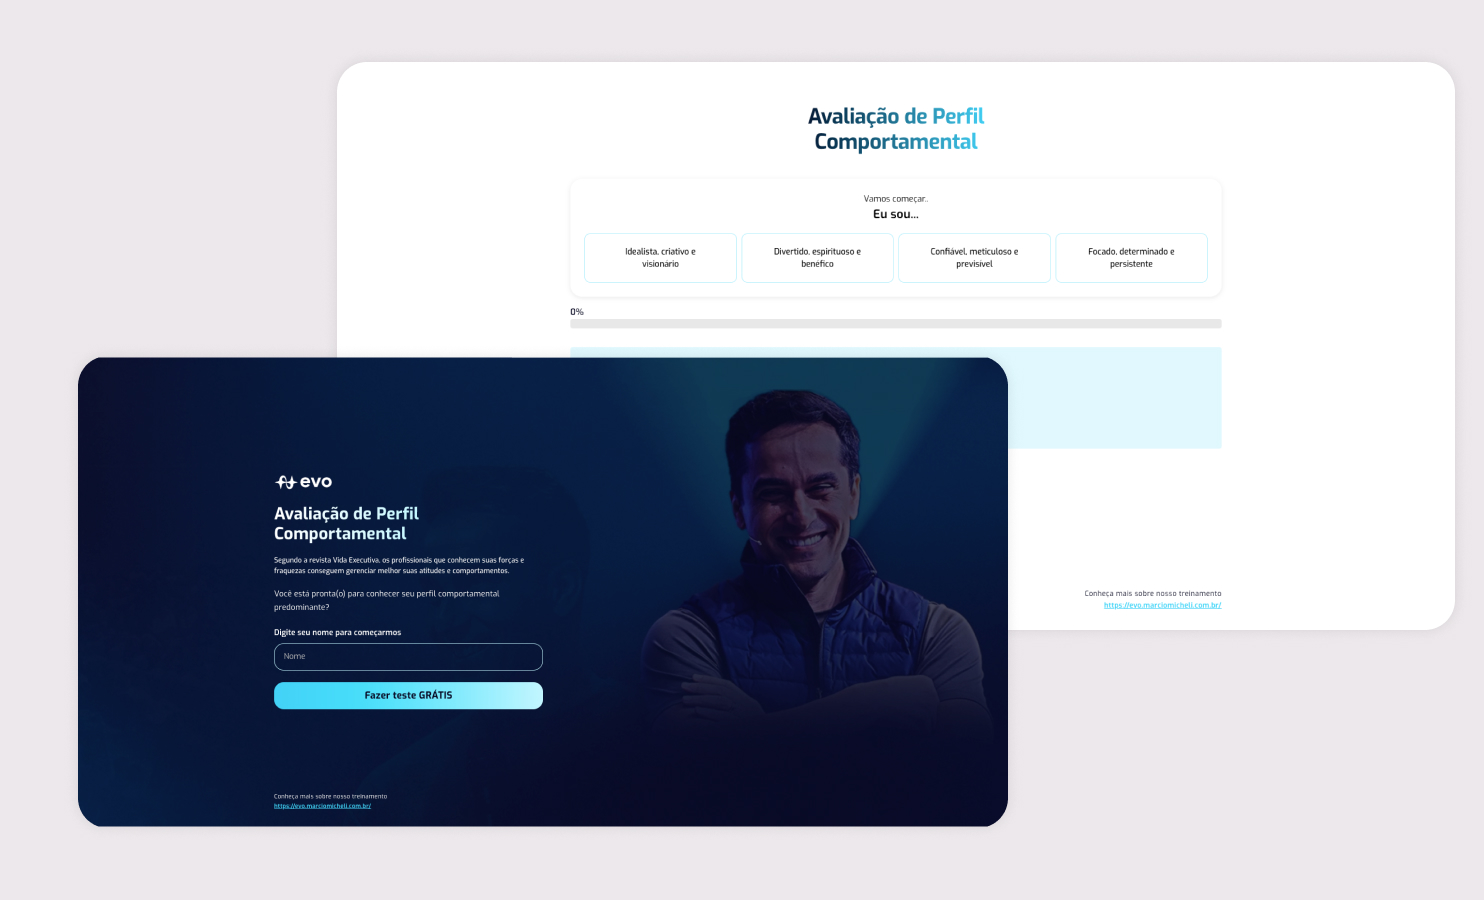 Avaliação de Perfil
Comportamental
Vamos começar..
Eu sou...
Idealista, criativo e
visionário
Divertido, espirituoso e
benéfico
Confiável, meticuloso e
previsível
Focado, determinado e
persistente
0%
Conheça mais sobre nosso treinamento
https://evo.marciomicheli.com.br/
evo
Avaliação de Perfil
Comportamental
Segundo a revista Vida Executiva, os profissionais que conhecem suas forças e
fraquezas conseguem gerenciar melhor suas atitudes e comportamentos.
Você está pronta(o) para conhecer seu perfil comportamental
predominante?
Digite seu nome para começarmos
Nome
Fazer teste GRÁTIS
Conheça mais sobre nosso treinamento
https://evo.marciomicheli.com.br/